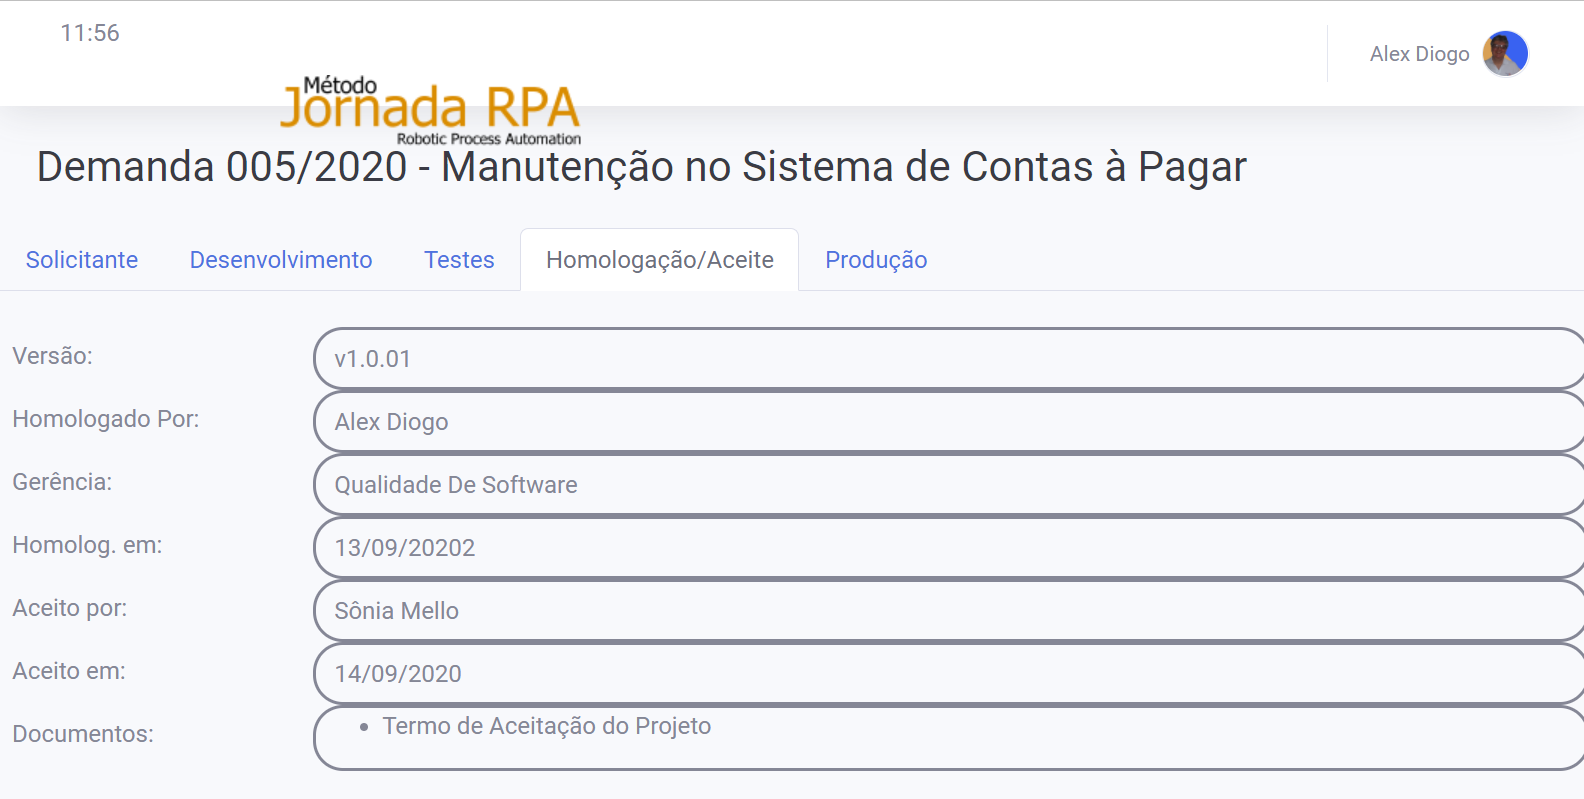 11:56
Alex Diogo
Método
Jornada RPA
Robotic Process Automation
Demanda 005/2020 - Manutenção no Sistema de Contas à Pagar
Solicitante Desenvolvimento Testes Homologação/Aceite Produção
Versão: v1.0.01
Homologado Por: Alex Diogo
Gerência: Qualidade De Software
Homolog. em: 13/09/20202
Aceito por: Sônia Mello
Aceito em: 14/09/2020
Documentos: • Termo de Aceitação do Projeto